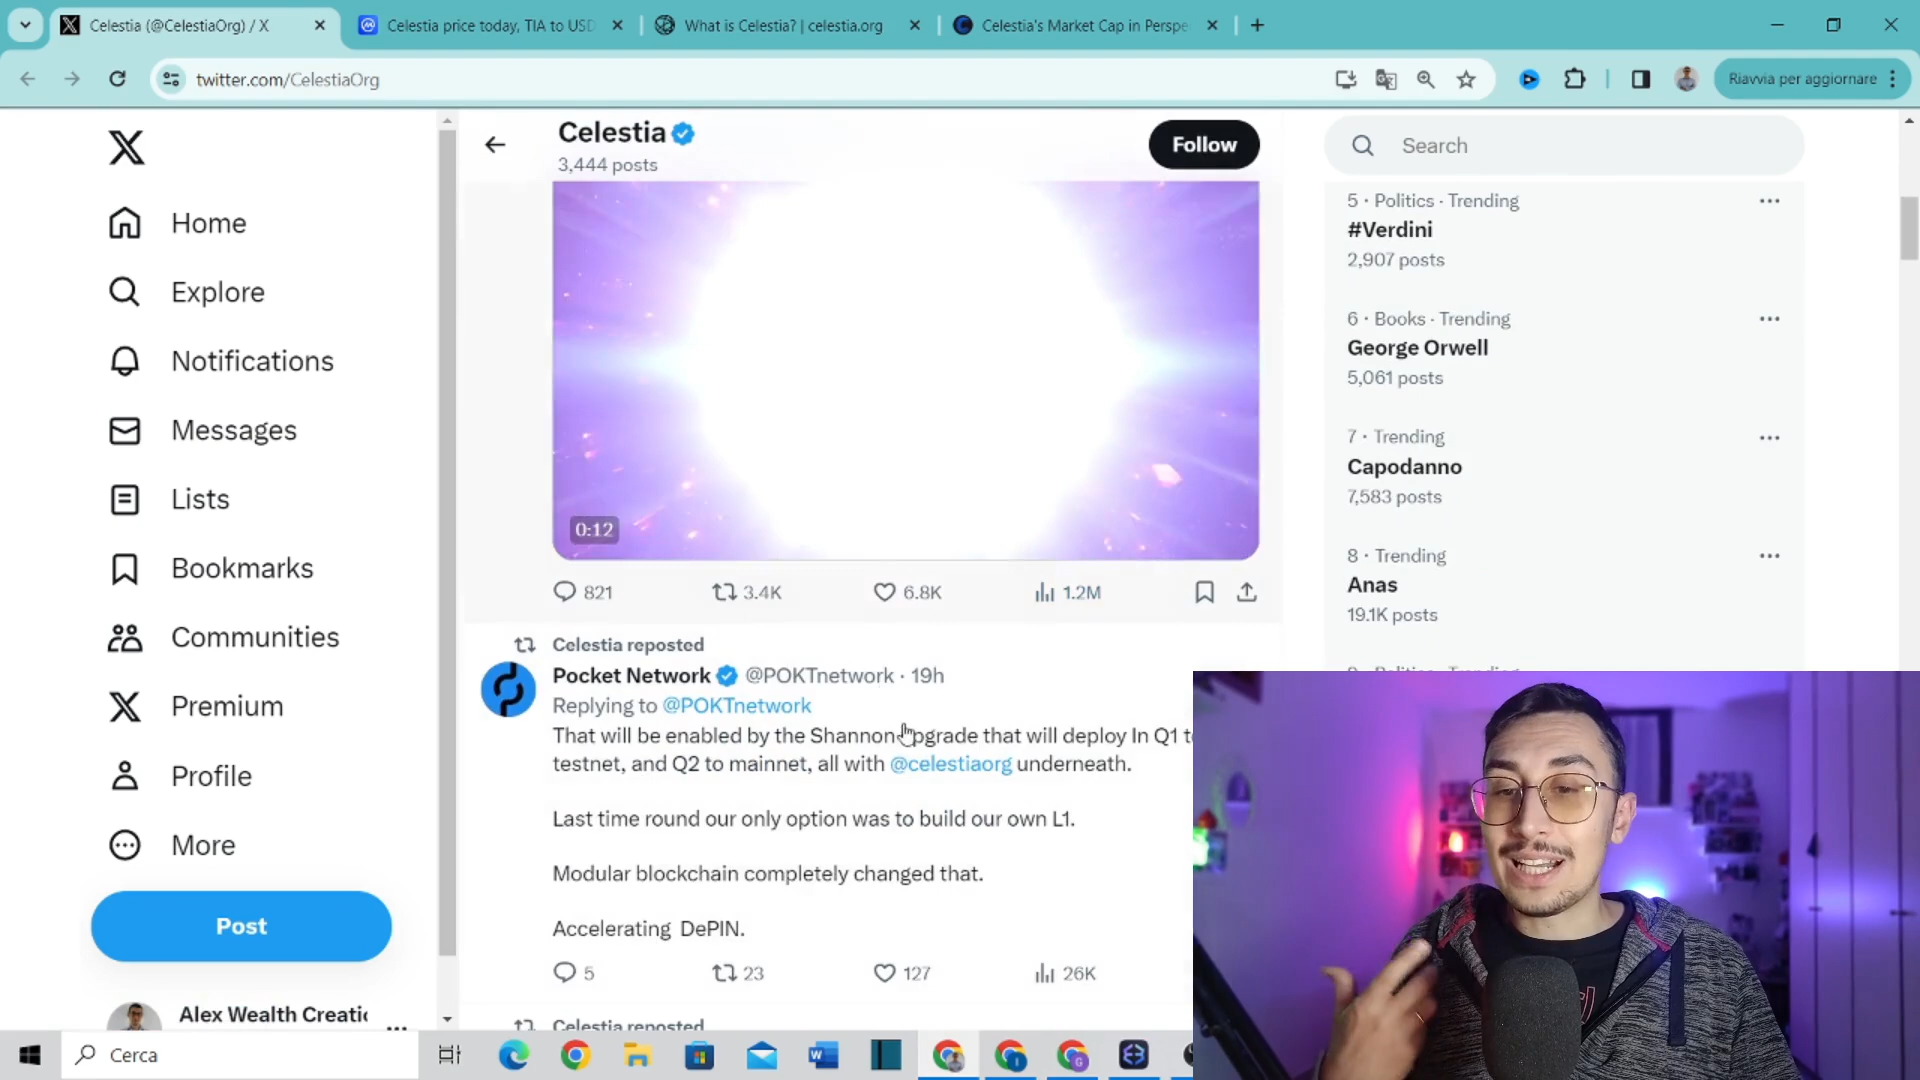 Celestia (@CelestiaOrg) / X
Celestia price today, TIA to USD
What is Celestia? | celestia.org
Celestia's Market Cap in Perspe
twitter.com/CelestiaOrg
Riavvia per aggiornare
Home
Explore
Notifications
Messages
Lists
Bookmarks
Communities
Premium
Profile
More
Post
Alex Wealth Creatic
Celestia
3,444 posts
Follow
0:12
821
3.4K
6.8K
1.2M
Celestia reposted
Pocket Network @POKTnetwork · 19h
Replying to @POKTnetwork
That will be enabled by the Shannon upgrade that will deploy In Q1 t
testnet, and Q2 to mainnet, all with @celestiaorg underneath.
Last time round our only option was to build our own L1.
Modular blockchain completely changed that.
Accelerating DePIN.
5
23
127
26K
Celestia reposted
Search
5 · Politics · Trending
#Verdini
2,907 posts
6 · Books · Trending
George Orwell
5,061 posts
7 · Trending
Capodanno
7,583 posts
8 · Trending
Anas
19.1K posts
Cerca